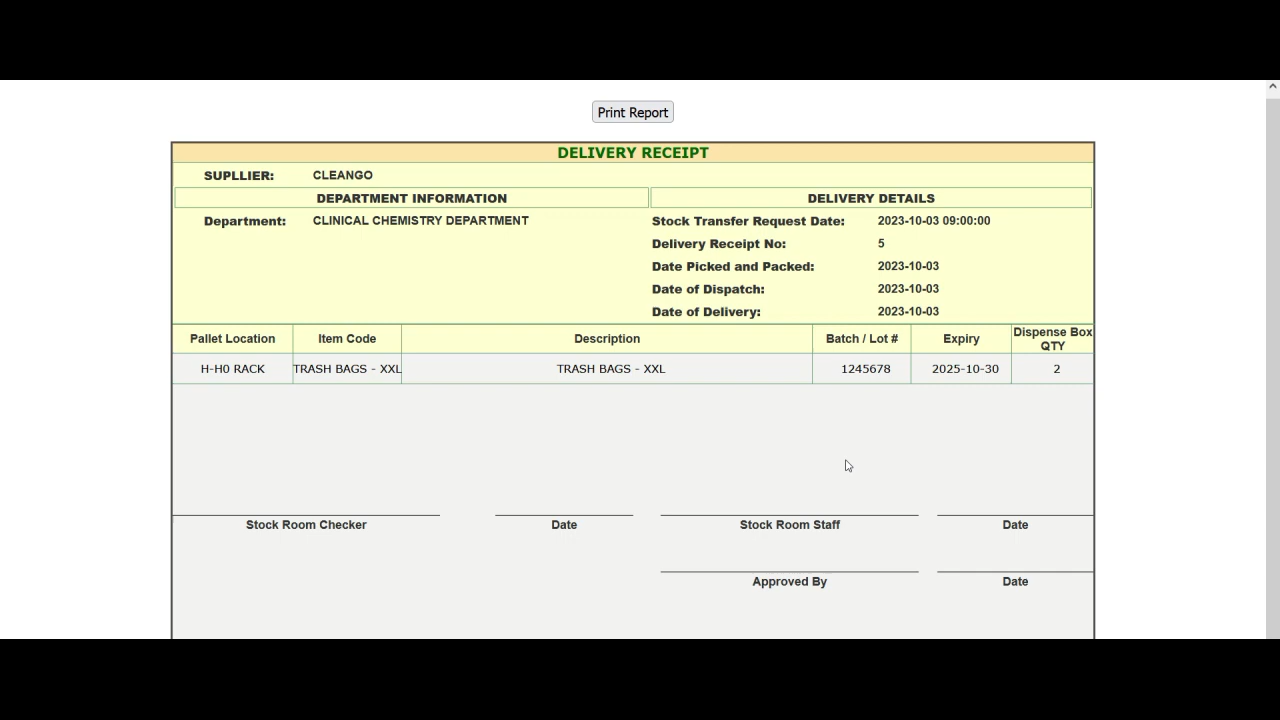 Print Report
DELIVERY RECEIPT
SUPLLIER: CLEANGO
DEPARTMENT INFORMATION DELIVERY DETAILS
Department: CLINICAL CHEMISTRY DEPARTMENT Stock Transfer Request Date: 2023-10-03 09:00:00
Delivery Receipt No: 5
Date Picked and Packed: 2023-10-03
Date of Dispatch: 2023-10-03
Date of Delivery: 2023-10-03
Pallet Location Item Code Description Batch / Lot # Expiry Dispense Box QTY
H-H0 RACK TRASH BAGS - XXL TRASH BAGS - XXL 1245678 2025-10-30 2
Stock Room Checker Date Stock Room Staff Date
Approved By Date